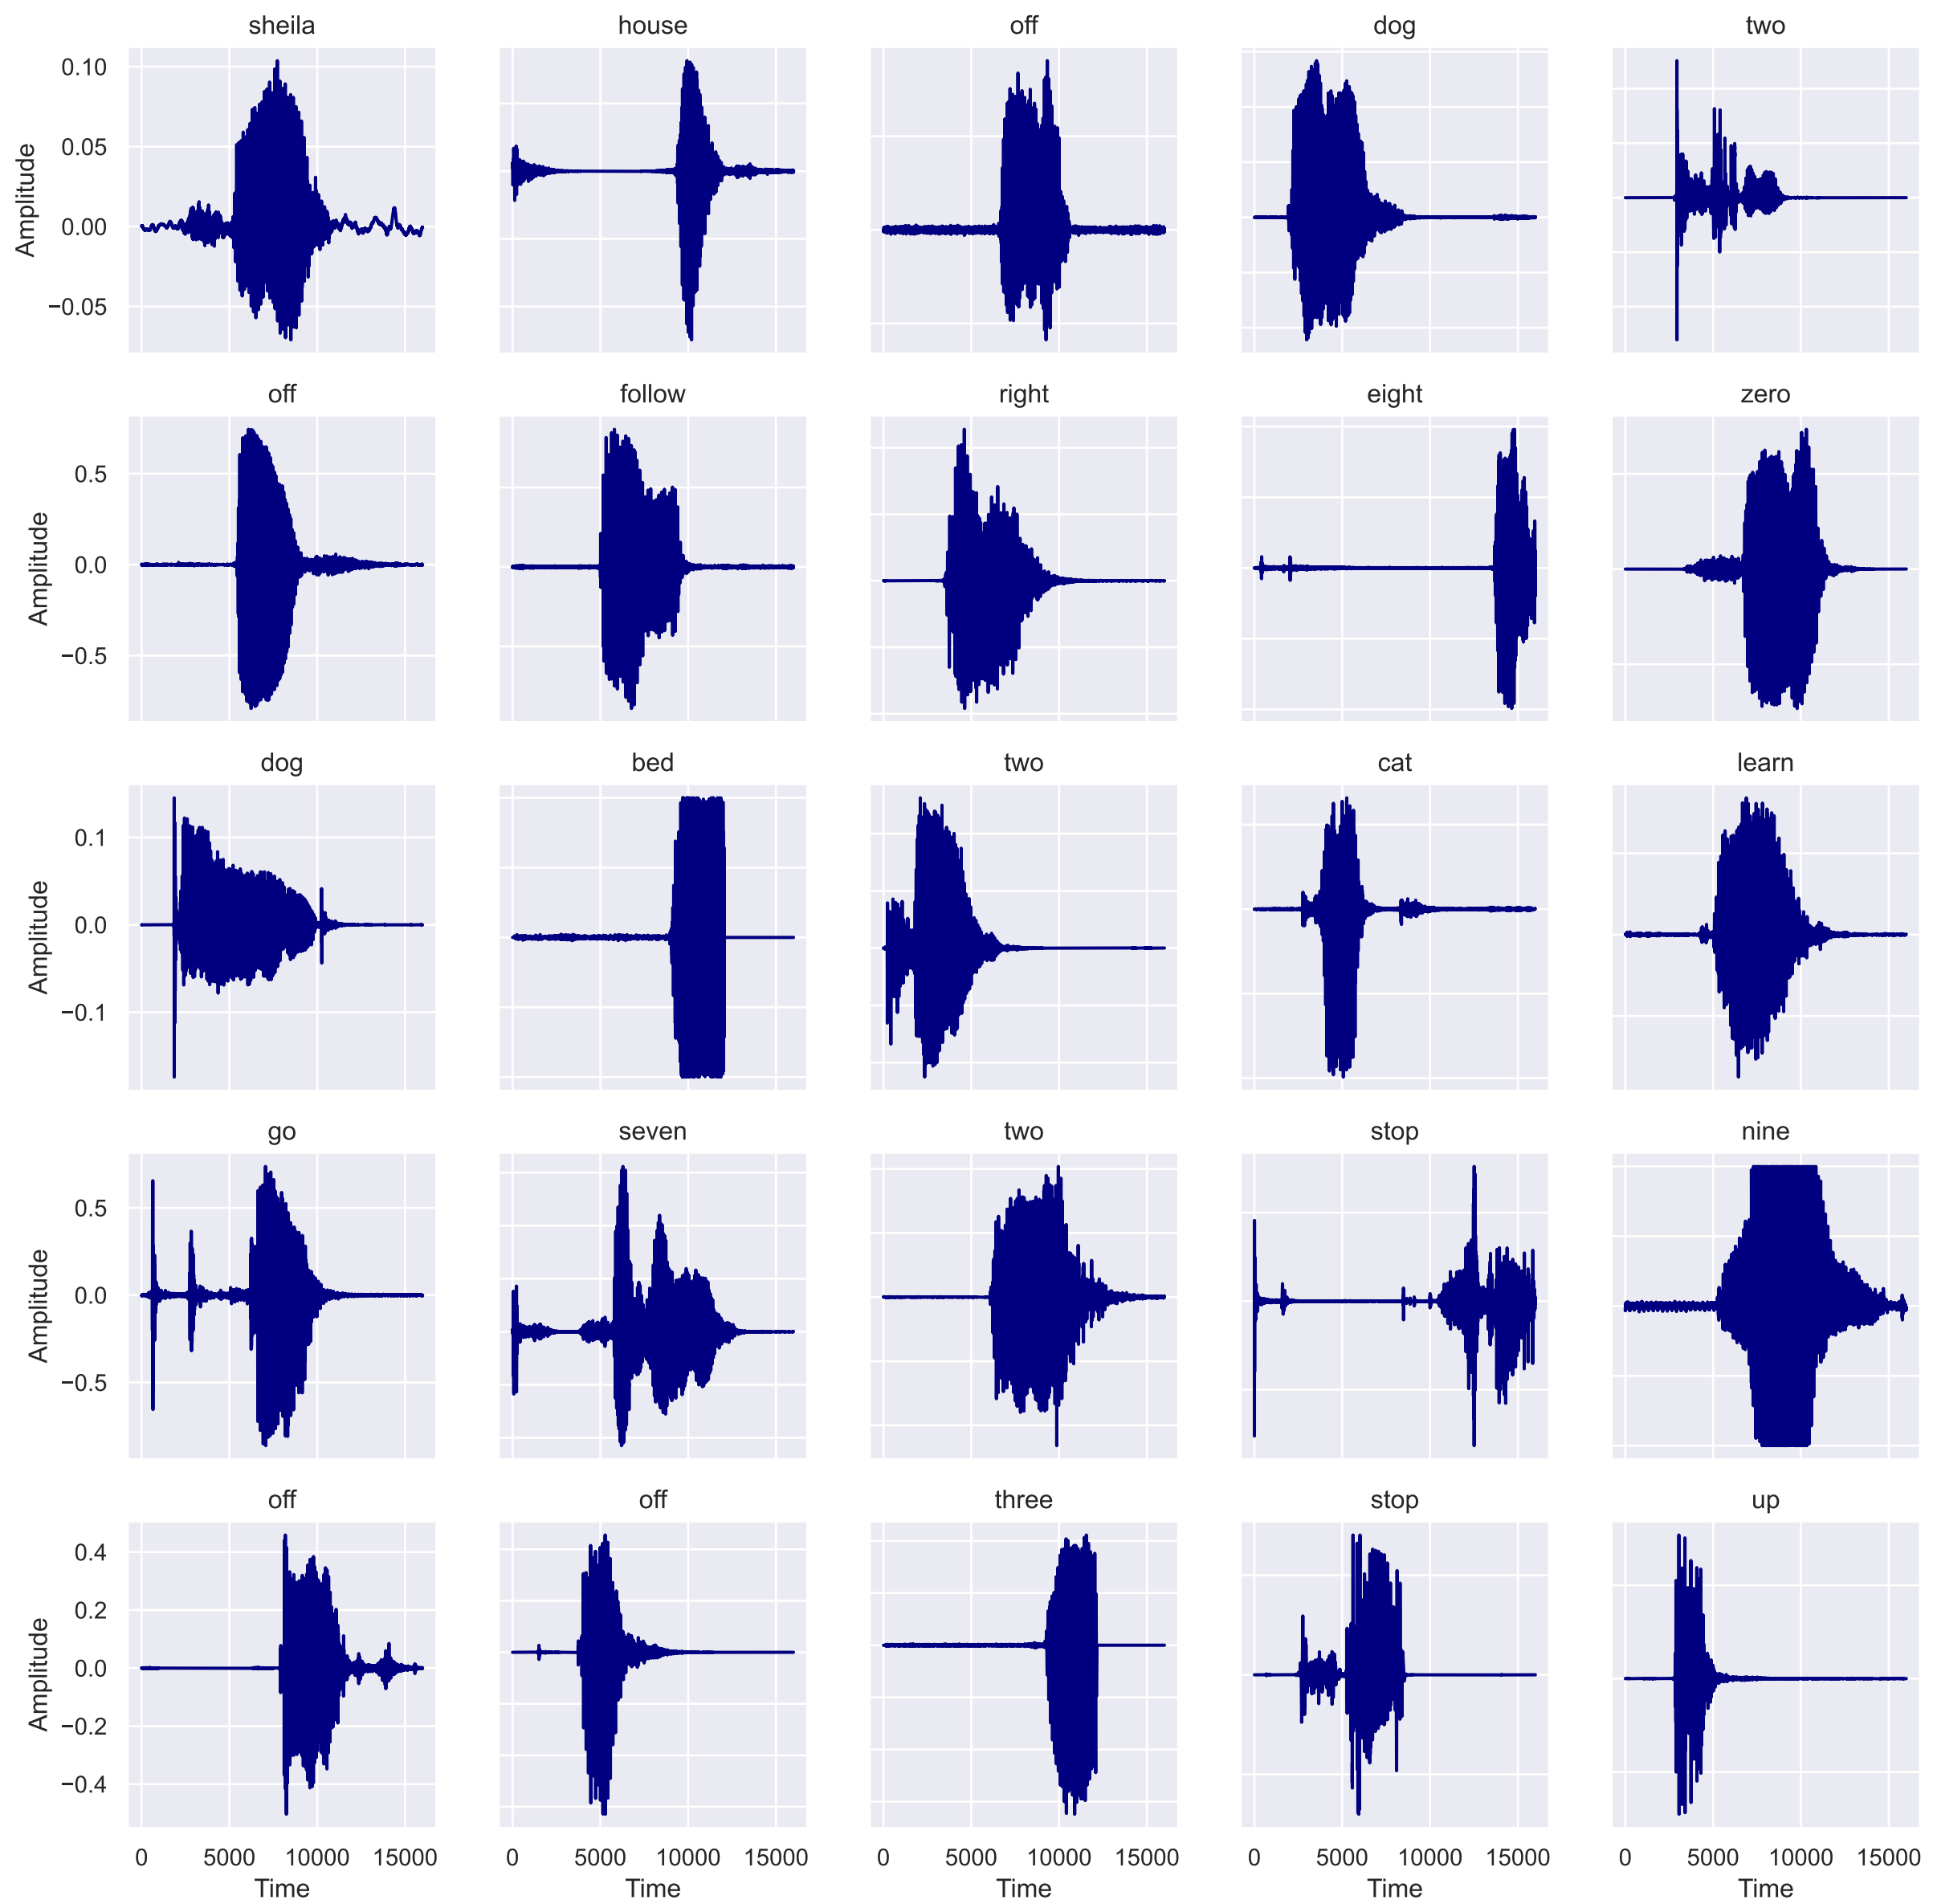 sheila house off dog two
0.10
0.05
0.00
−0.05
Amplitude
off follow right eight zero
0.5
0.0
−0.5
Amplitude
dog bed two cat learn
0.1
0.0
−0.1
Amplitude
go seven two stop nine
0.5
0.0
−0.5
Amplitude
off off three stop up
0.4
0.2
0.0
−0.2
−0.4
Amplitude
0 5000 10000 15000 0 5000 10000 15000 0 5000 10000 15000 0 5000 10000 15000 0 5000 10000 15000
Time Time Time Time Time